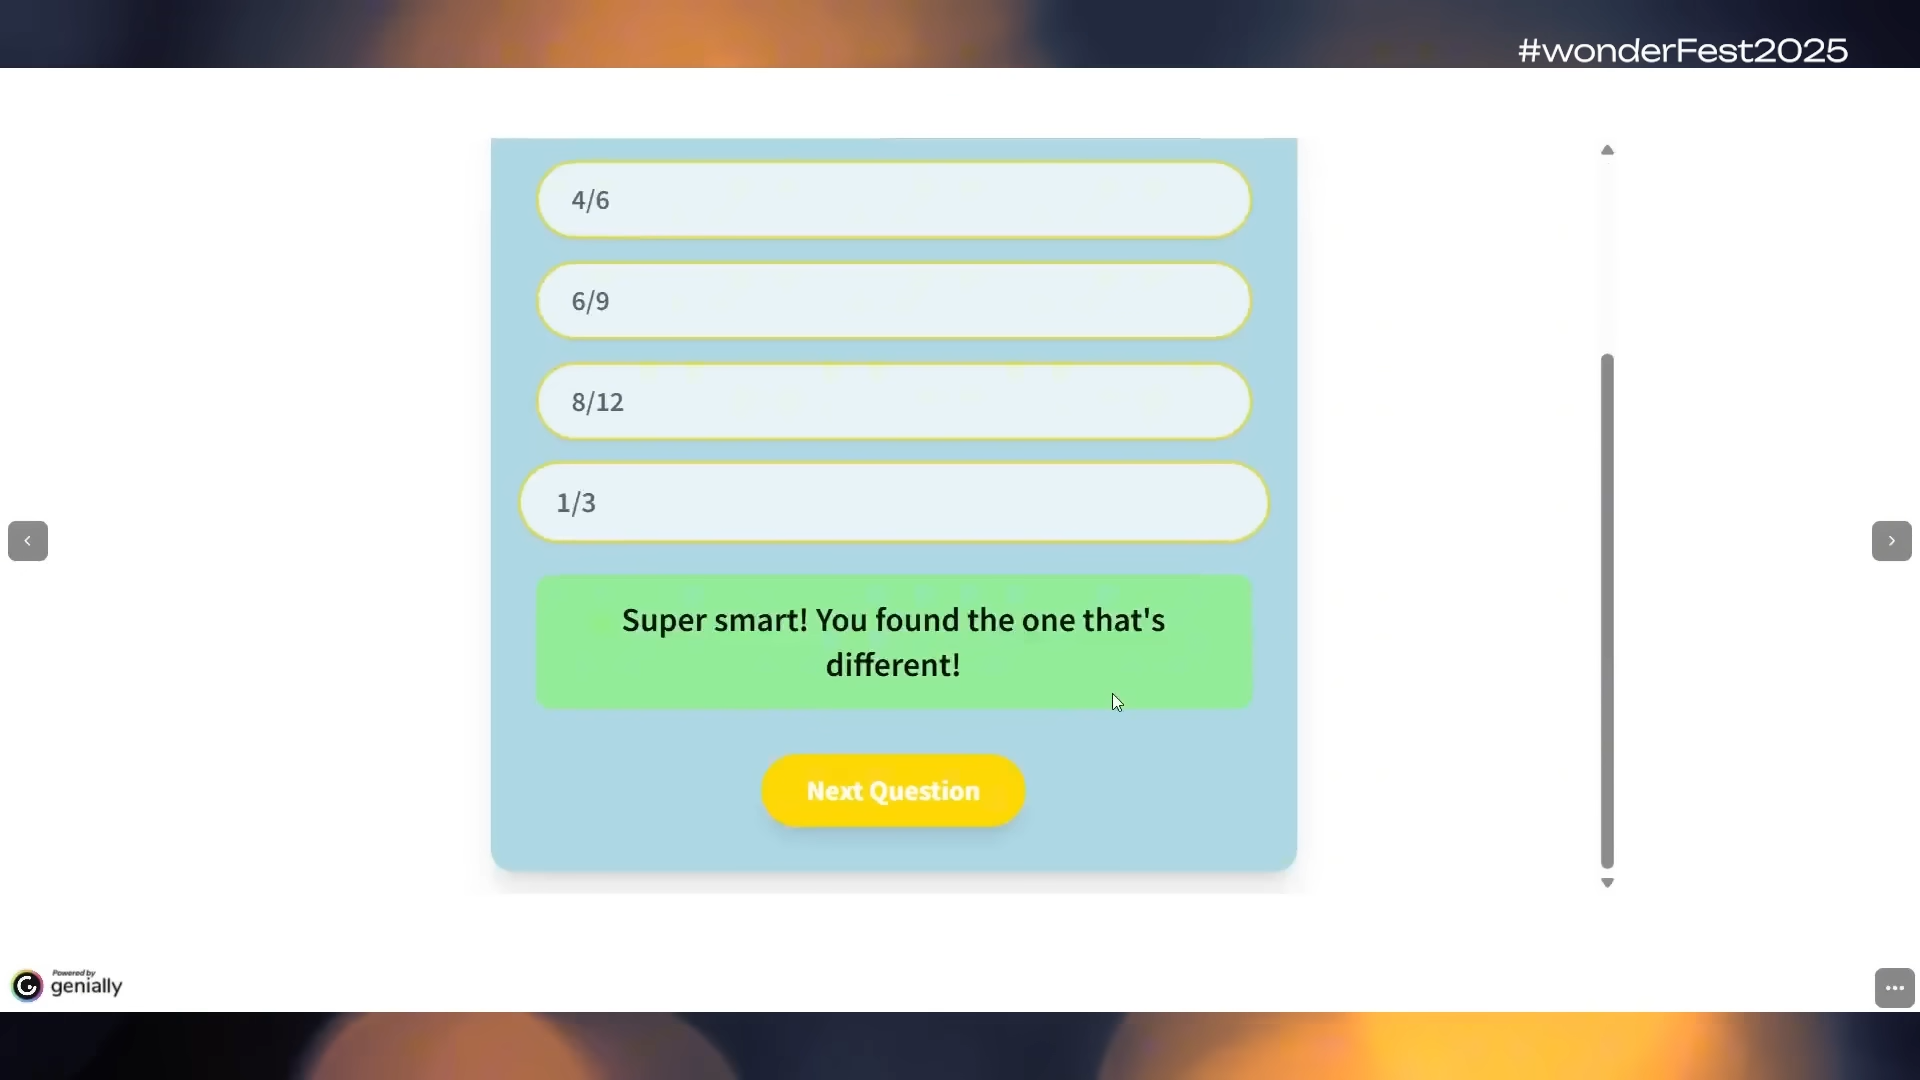 #wonderFest2025
4/6
6/9
8/12
1/3
Super smart! You found the one that's
different!
Next Question
Powered by
genially